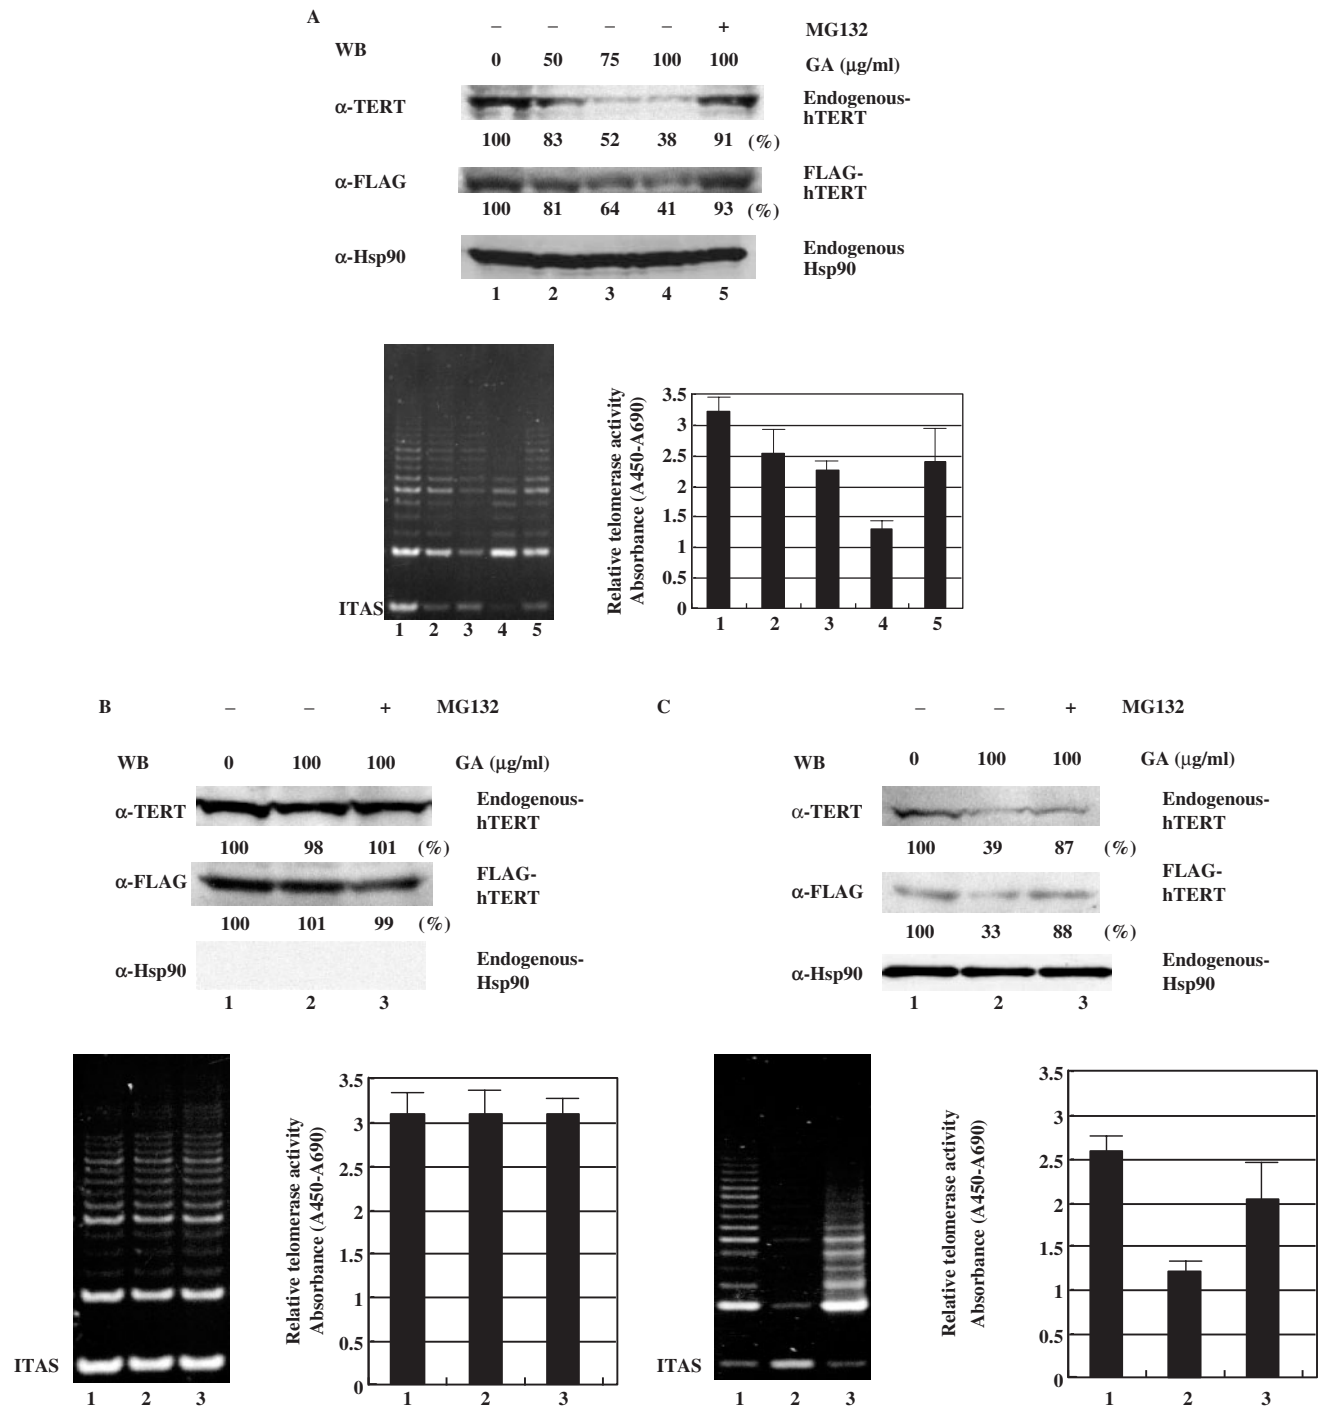 A
– – – – + MG132
WB
0 50 75 100 100 GA (μg/ml)
α-TERT
Endogenous-
hTERT
100 83 52 38 91 (%)
α-FLAG
FLAG-
hTERT
100 81 64 41 93 (%)
α-Hsp90
Endogenous
Hsp90
1 2 3 4 5
ITAS
1 2 3 4 5
Relative telomerase activity
Absorbance (A450-A690)
3.5
3
2.5
2
1.5
1
0.5
0
1 2 3 4 5
B
– – + MG132
WB 0 100 100 GA (μg/ml)
α-TERT
Endogenous-
hTERT
100 98 101 (%)
α-FLAG
FLAG-
hTERT
100 101 99 (%)
α-Hsp90
Endogenous-
Hsp90
1 2 3
ITAS
1 2 3
Relative telomerase activity
Absorbance (A450-A690)
3.5
3
2.5
2
1.5
1
0.5
0
1 2 3
C
– – + MG132
WB 0 100 100 GA (μg/ml)
α-TERT
Endogenous-
hTERT
100 39 87 (%)
α-FLAG
FLAG-
hTERT
100 33 88 (%)
α-Hsp90
Endogenous-
Hsp90
1 2 3
ITAS
1 2 3
Relative telomerase activity
Absorbance (A450-A690)
3.5
3
2.5
2
1.5
1
0.5
0
1 2 3